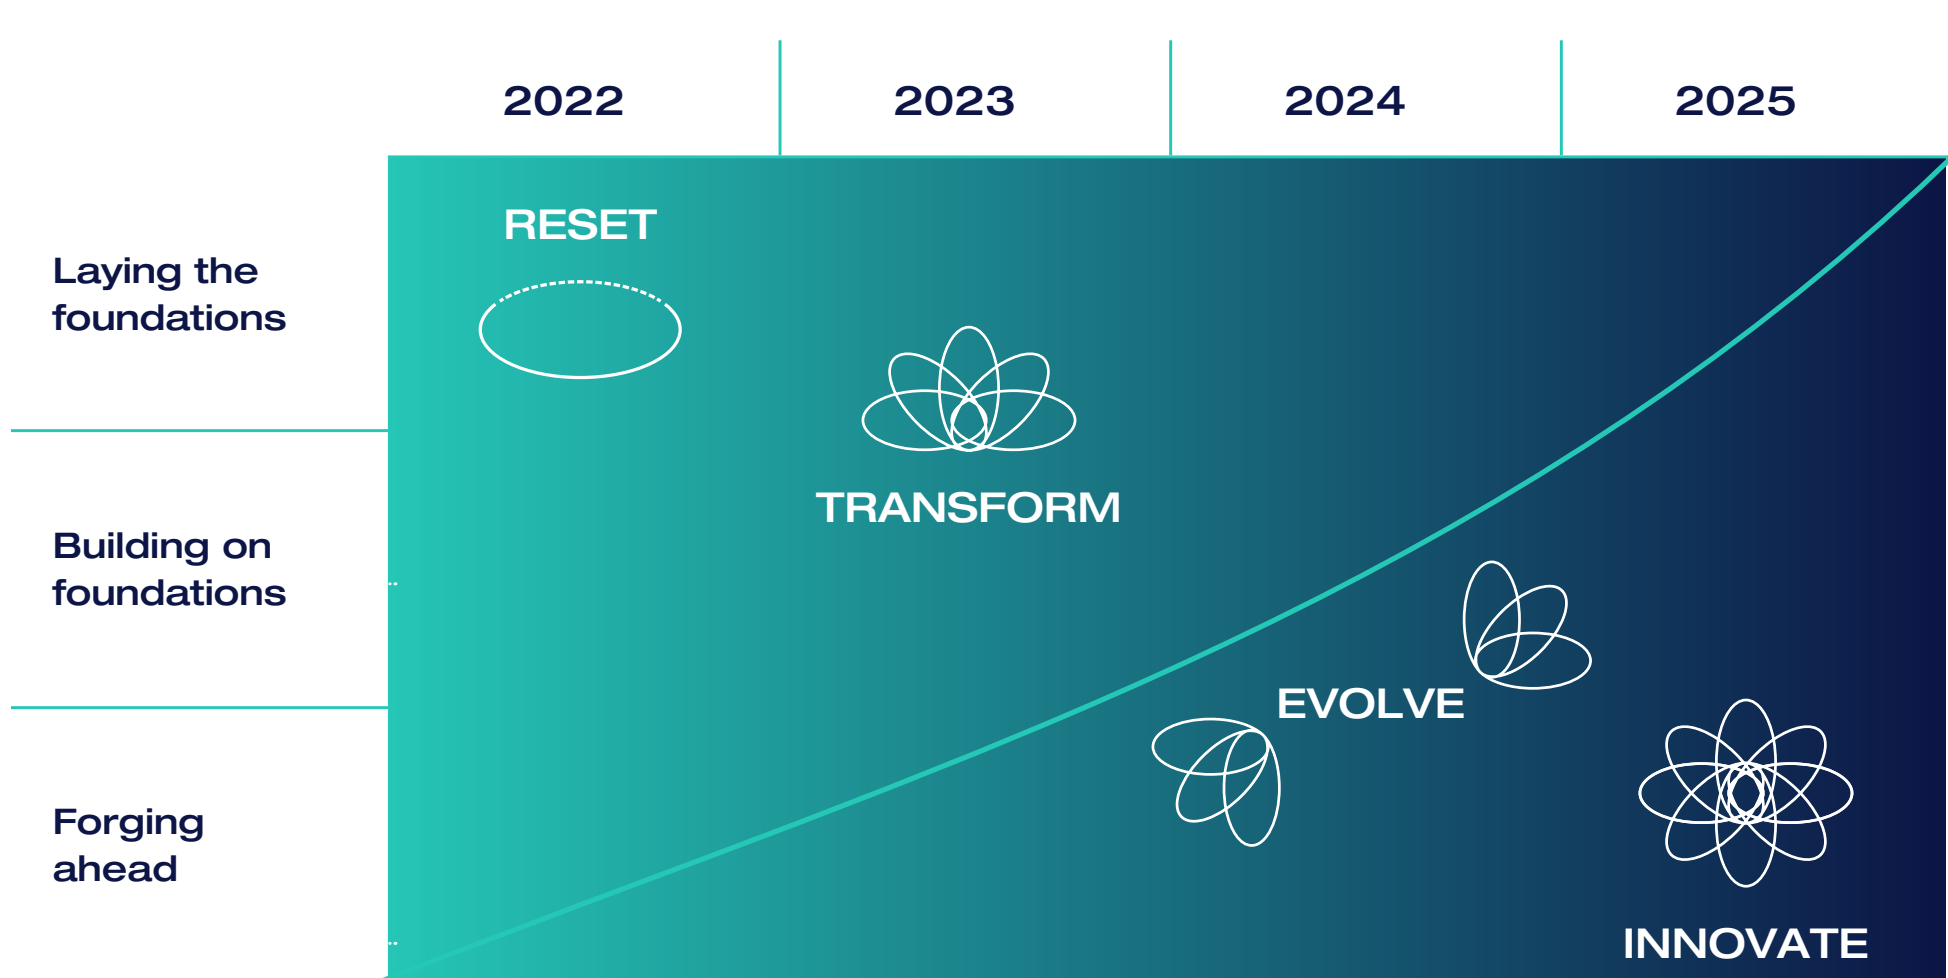 2022
2023
2024
2025
Laying the
foundations
Building on
foundations
Forging
ahead
RESET
TRANSFORM
EVOLVE
INNOVATE